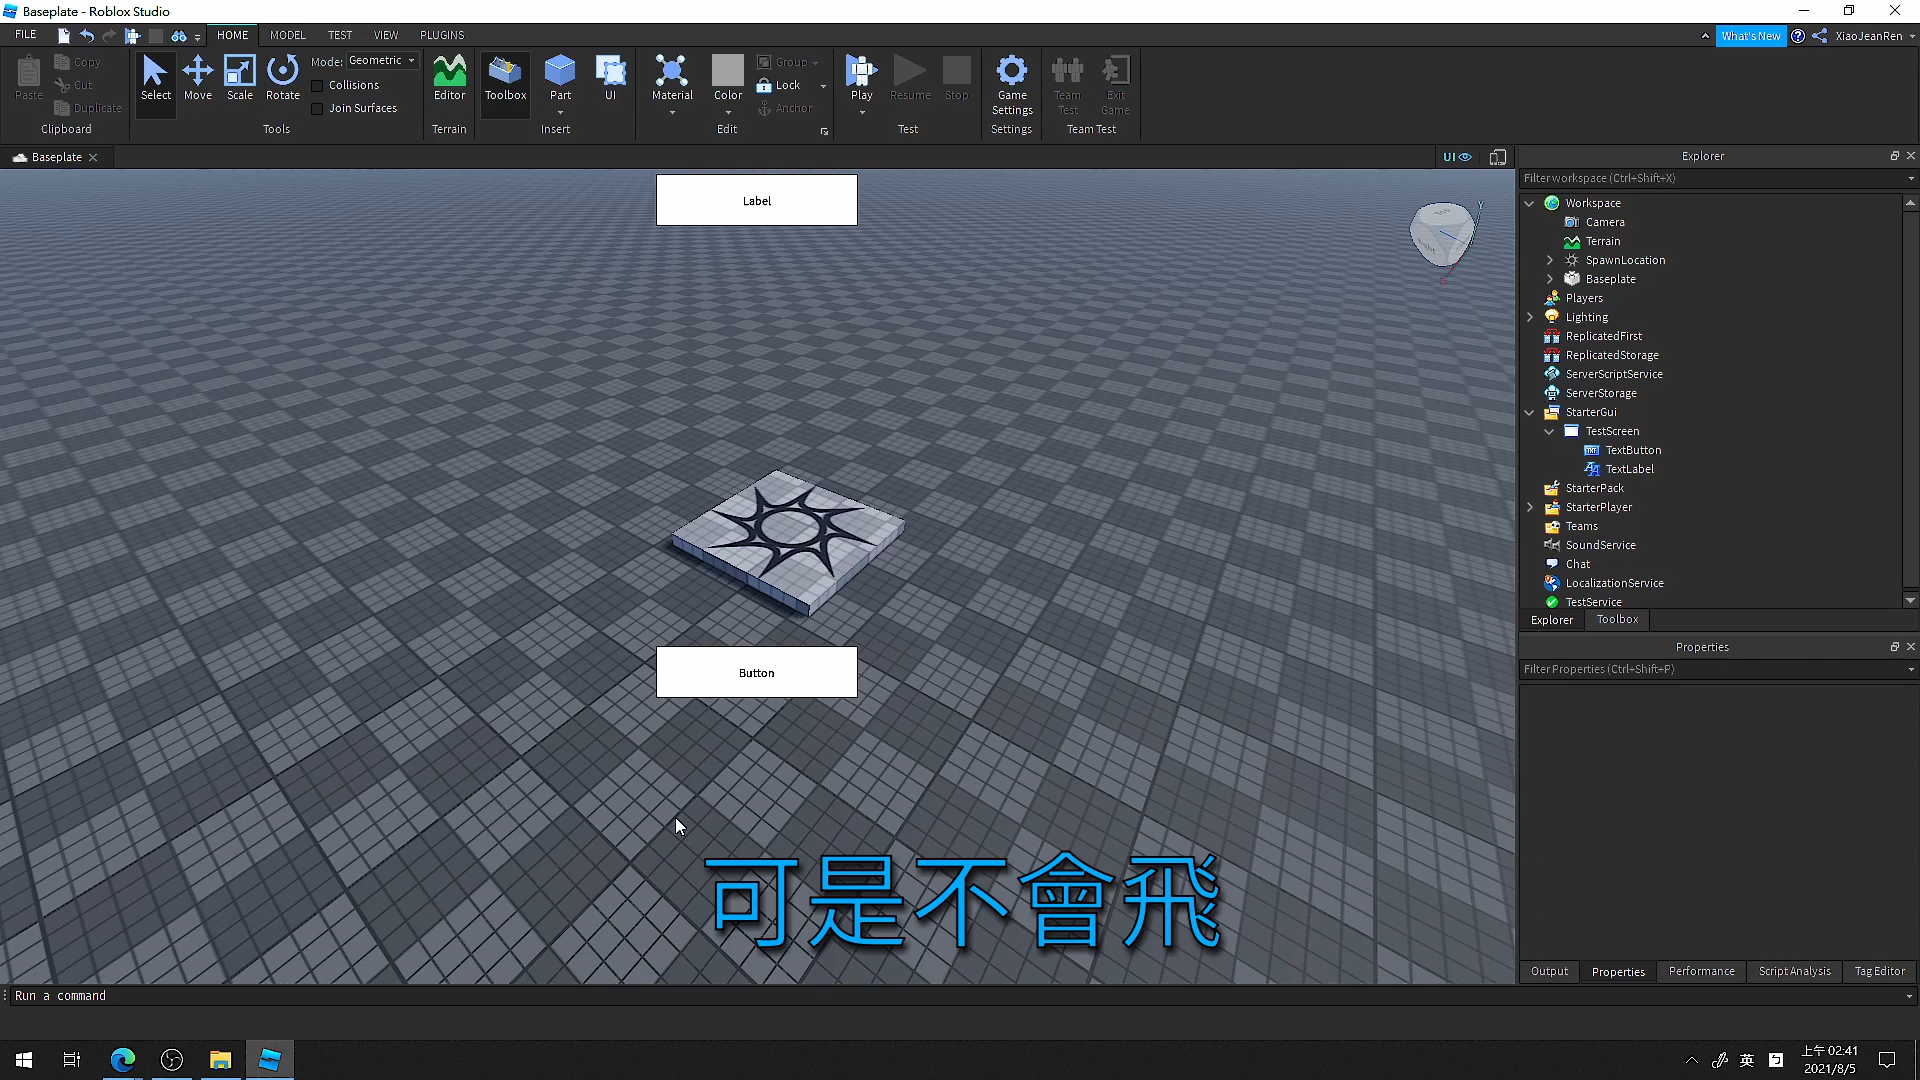 Baseplate - Roblox Studio
FILE HOME MODEL TEST VIEW PLUGINS What's New XiaoJeanRen
Paste Copy Cut Duplicate Clipboard
Select Move Scale Rotate Mode: Geometric Collisions Join Surfaces Tools
Editor Terrain
Toolbox Part UI Insert
Material Color Group Lock Anchor Edit
Play Resume Stop Test
Game Settings Settings
Team Test Exit Game Team Test
Baseplate
UI
Label
Button
可是不會飛
Explorer
Filter workspace (Ctrl+Shift+X)
Workspace
Camera
Terrain
SpawnLocation
Baseplate
Players
Lighting
ReplicatedFirst
ReplicatedStorage
ServerScriptService
ServerStorage
StarterGui
TestScreen
TextButton
TextLabel
StarterPack
StarterPlayer
Teams
SoundService
Chat
LocalizationService
TestService
Explorer Toolbox
Properties
Filter Properties (Ctrl+Shift+P)
Output Properties Performance Script Analysis Tag Editor
Run a command
英
上午 02:41
2021/8/5